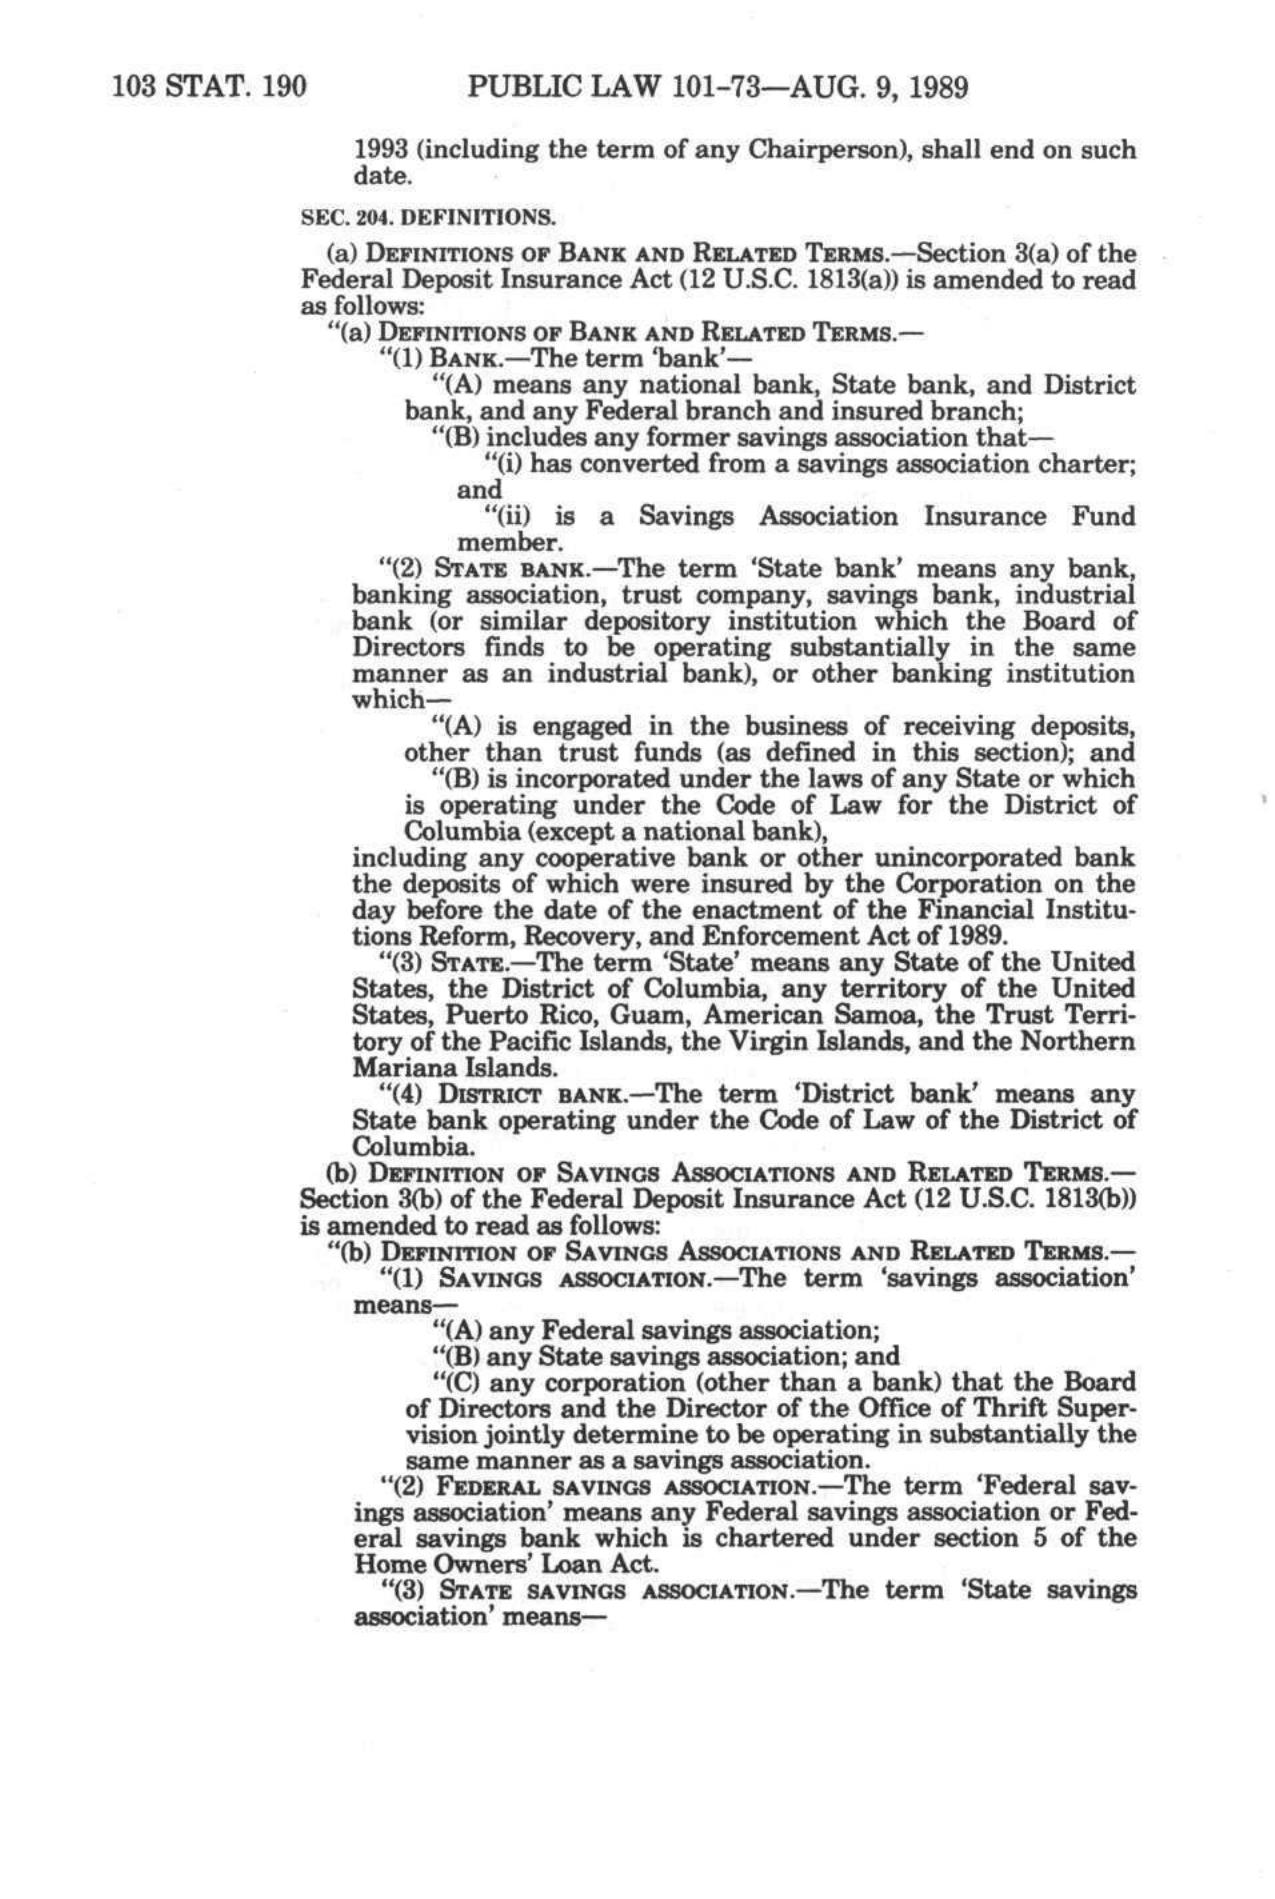 103 STAT. 190 PUBLIC LAW 101-73—AUG. 9, 1989
1993 (including the term of any Chairperson), shall end on such
date.
SEC. 204. DEFINITIONS.
(a) DEFINITIONS OF BANK AND RELATED TERMS.—Section 3(a) of the
Federal Deposit Insurance Act (12 U.S.C. 1813(a)) is amended to read
as follows:
“(a) DEFINITIONS OF BANK AND RELATED TERMS.—
“(1) BANK.—The term ‘bank’—
“(A) means any national bank, State bank, and District
bank, and any Federal branch and insured branch;
“(B) includes any former savings association that—
“(i) has converted from a savings association charter;
and
“(ii) is a Savings Association Insurance Fund
member.
“(2) STATE BANK.—The term ‘State bank’ means any bank,
banking association, trust company, savings bank, industrial
bank (or similar depository institution which the Board of
Directors finds to be operating substantially in the same
manner as an industrial bank), or other banking institution
which—
“(A) is engaged in the business of receiving deposits,
other than trust funds (as defined in this section); and
“(B) is incorporated under the laws of any State or which
is operating under the Code of Law for the District of
Columbia (except a national bank),
including any cooperative bank or other unincorporated bank
the deposits of which were insured by the Corporation on the
day before the date of the enactment of the Financial Institu-
tions Reform, Recovery, and Enforcement Act of 1989.
“(3) STATE.—The term ‘State’ means any State of the United
States, the District of Columbia, any territory of the United
States, Puerto Rico, Guam, American Samoa, the Trust Terri-
tory of the Pacific Islands, the Virgin Islands, and the Northern
Mariana Islands.
“(4) DISTRICT BANK.—The term ‘District bank’ means any
State bank operating under the Code of Law of the District of
Columbia.
(b) DEFINITION OF SAVINGS ASSOCIATIONS AND RELATED TERMS.—
Section 3(b) of the Federal Deposit Insurance Act (12 U.S.C. 1813(b))
is amended to read as follows:
“(b) DEFINITION OF SAVINGS ASSOCIATIONS AND RELATED TERMS.—
“(1) SAVINGS ASSOCIATION.—The term ‘savings association’
means—
“(A) any Federal savings association;
“(B) any State savings association; and
“(C) any corporation (other than a bank) that the Board
of Directors and the Director of the Office of Thrift Super-
vision jointly determine to be operating in substantially the
same manner as a savings association.
“(2) FEDERAL SAVINGS ASSOCIATION.—The term ‘Federal sav-
ings association’ means any Federal savings association or Fed-
eral savings bank which is chartered under section 5 of the
Home Owners’ Loan Act.
“(3) STATE SAVINGS ASSOCIATION.—The term ‘State savings
association’ means—